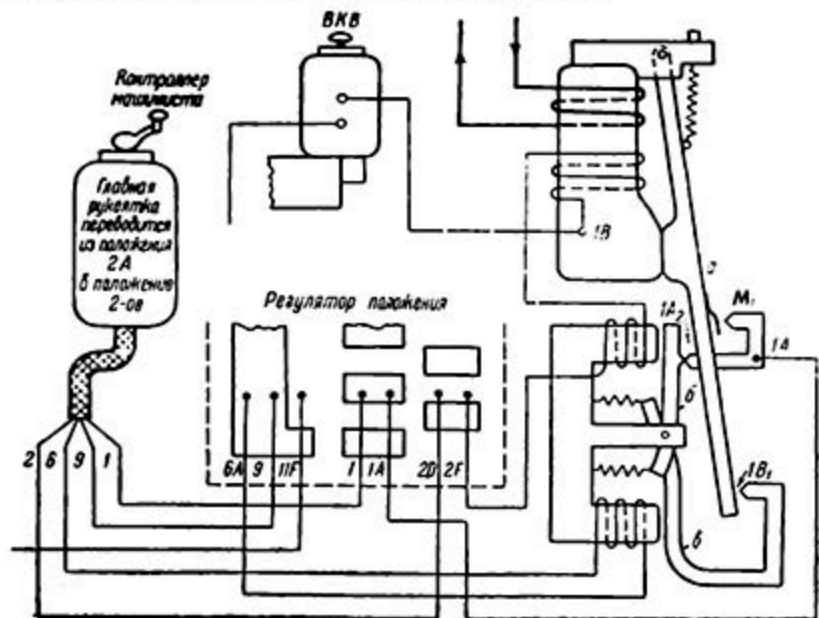 ВКВ
Контроллер
машиниста
Главная
рукоятка
переводится
из положения
2А
в положение
2-ое
Регулятор положения
1В
а
М₁
1А₂
1А
б
1В₁
в
2 6 9 1
6А 9 11F 1 1А 2D 2F